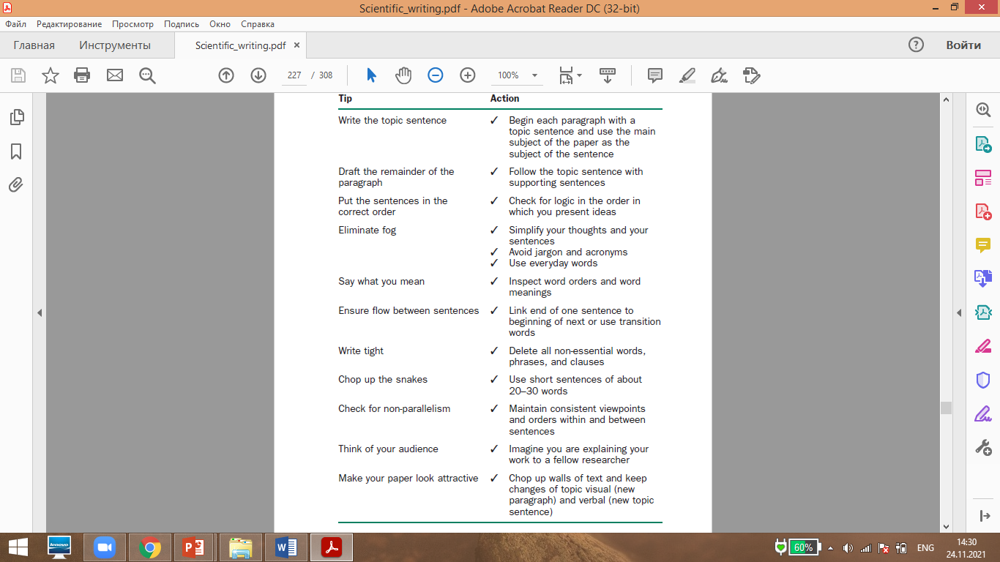 Scientific_writing.pdf - Adobe Acrobat Reader DC (32-bit)
Файл Редактирование Просмотр Подпись Окно Справка
Главная Инструменты Scientific_writing.pdf × ? Войти
227 / 308 100%
Tip Action
Write the topic sentence ✓ Begin each paragraph with a
topic sentence and use the main
subject of the paper as the
subject of the sentence
Draft the remainder of the ✓ Follow the topic sentence with
paragraph supporting sentences
Put the sentences in the ✓ Check for logic in the order in
correct order which you present ideas
Eliminate fog ✓ Simplify your thoughts and your
sentences
✓ Avoid jargon and acronyms
✓ Use everyday words
Say what you mean ✓ Inspect word orders and word
meanings
Ensure flow between sentences ✓ Link end of one sentence to
beginning of next or use transition
words
Write tight ✓ Delete all non-essential words,
phrases, and clauses
Chop up the snakes ✓ Use short sentences of about
20–30 words
Check for non-parallelism ✓ Maintain consistent viewpoints
and orders within and between
sentences
Think of your audience ✓ Imagine you are explaining your
work to a fellow researcher
Make your paper look attractive ✓ Chop up walls of text and keep
changes of topic visual (new
paragraph) and verbal (new topic
sentence)
lenovo 60% ENG 14:30
24.11.2021